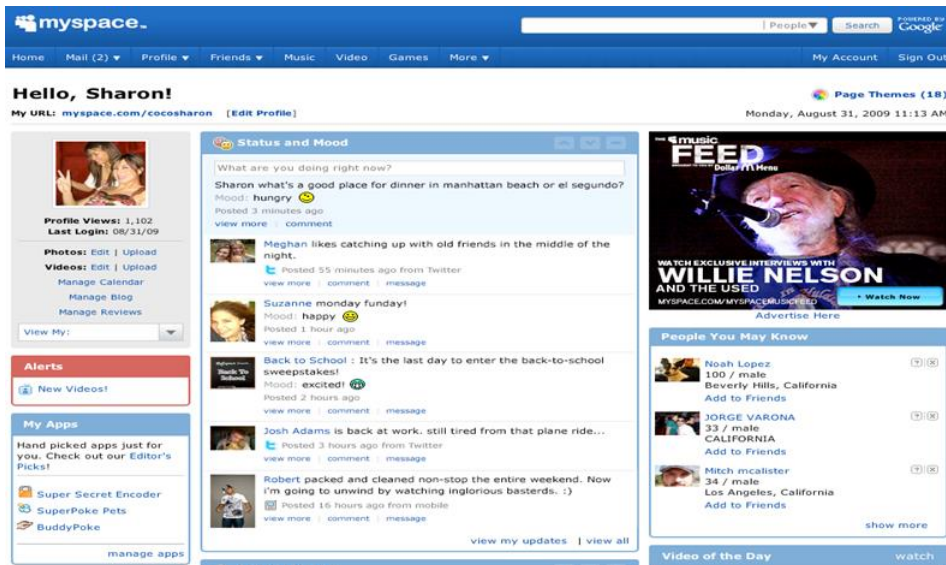 myspace.
People
Search
POWERED BY
Google
Home
Mail (2)
Profile
Friends
Music
Video
Games
More
My Account
Sign Out
Hello, Sharon!
Page Themes (18)
My URL: myspace.com/cocosharon [Edit Profile]
Monday, August 31, 2009 11:13 AM
Profile Views: 1,102
Last Login: 08/31/09
Photos: Edit | Upload
Videos: Edit | Upload
Manage Calendar
Manage Blog
Manage Reviews
View My:
Alerts
New Videos!
My Apps
Hand picked apps just for
you. Check out our Editor's
Picks!
Super Secret Encoder
SuperPoke Pets
BuddyPoke
manage apps
Status and Mood
What are you doing right now?
Sharon what's a good place for dinner in manhattan beach or el segundo?
Mood: hungry
Posted 3 minutes ago
view more | comment
Meghan likes catching up with old friends in the middle of the
night.
Posted 55 minutes ago from Twitter
view more | comment | message
Suzanne monday funday!
Mood: happy
Posted 1 hour ago
view more | comment | message
Back To
School
Back to School : It's the last day to enter the back-to-school
sweepstakes!
Mood: excited!
Posted 2 hours ago
view more | comment | message
Josh Adams is back at work. still tired from that plane ride...
Posted 3 hours ago from Twitter
view more | comment | message
Robert packed and cleaned non-stop the entire weekend. Now
i'm going to unwind by watching inglorious basterds. :)
Posted 16 hours ago from mobile
view more | comment | message
view my updates | view all
THE music
FEED
Dollar Menu
WATCH EXCLUSIVE INTERVIEWS WITH
WILLIE NELSON
AND THE USED
MYSPACE.COM/MYSPACEMUSICFEED
Watch Now
Advertise Here
People You May Know
Noah Lopez
100 / male
Beverly Hills, California
Add to Friends
JORGE VARONA
33 / male
CALIFORNIA
Add to Friends
Mitch mcalister
34 / male
Los Angeles, California
Add to Friends
show more
Video of the Day
watch